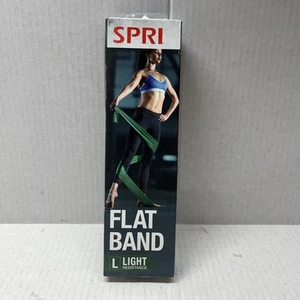 SPRI
FLAT
BAND
L LIGHT
RESISTANCE